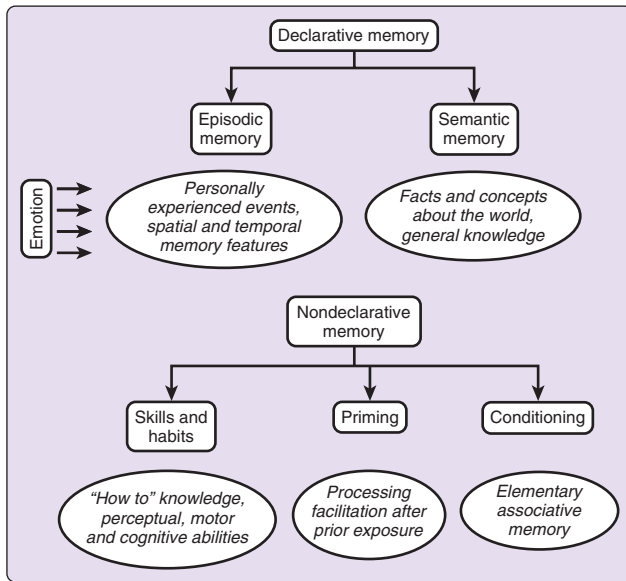 Declarative memory
Episodic
memory
Semantic
memory
Emotion
Personally
experienced events,
spatial and temporal
memory features
Facts and concepts
about the world,
general knowledge
Nondeclarative
memory
Skills and
habits
Priming
Conditioning
“How to” knowledge,
perceptual, motor
and cognitive abilities
Processing
facilitation after
prior exposure
Elementary
associative
memory